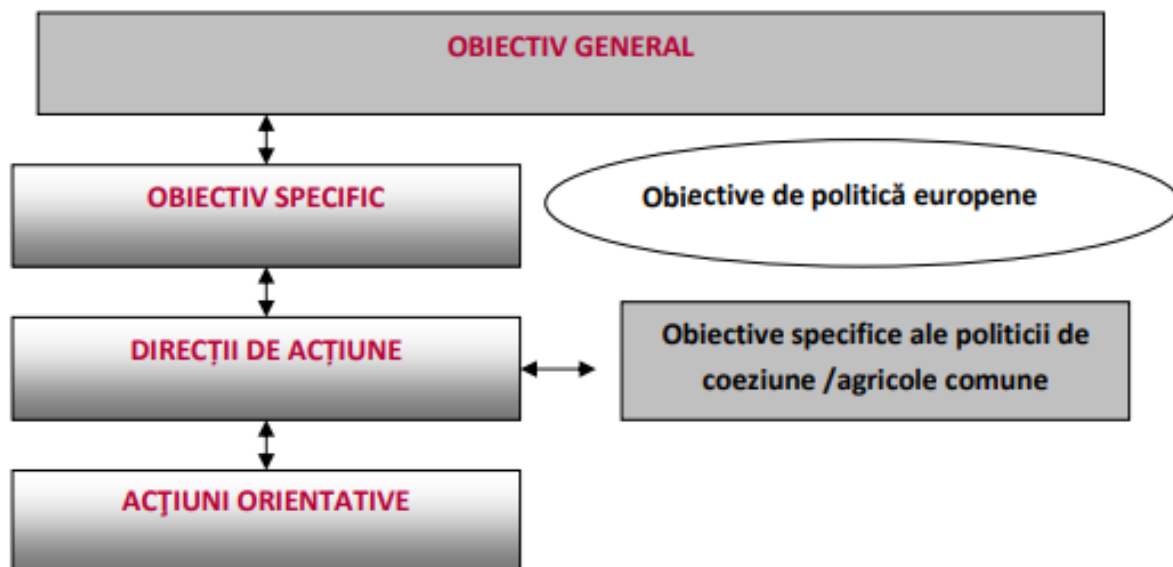 OBIECTIV GENERAL
OBIECTIV SPECIFIC
Obiective de politică europene
DIRECȚII DE ACȚIUNE
Obiective specifice ale politicii de
coeziune /agricole comune
ACŢIUNI ORIENTATIVE